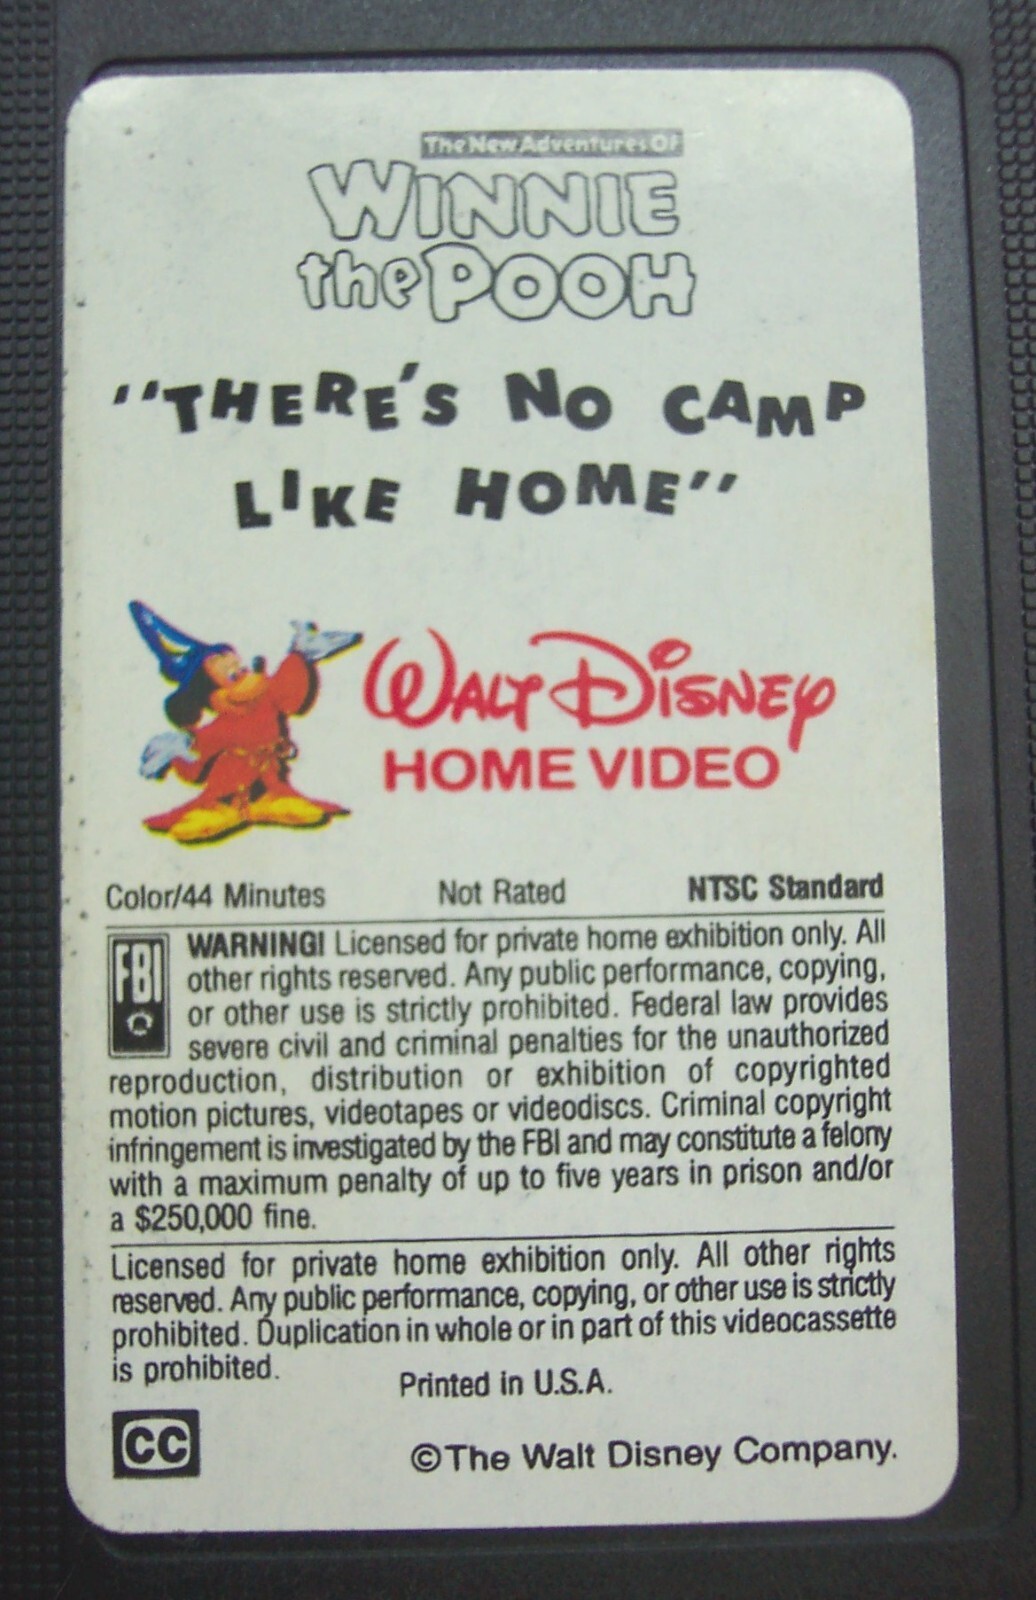 The New Adventures Of
WINNIE
the POOH
"THERE'S NO CAMP
LIKE HOME"
WALT DISNEY
HOME VIDEO
Color/44 Minutes Not Rated NTSC Standard
FBI
WARNING! Licensed for private home exhibition only. All
other rights reserved. Any public performance, copying,
or other use is strictly prohibited. Federal law provides
severe civil and criminal penalties for the unauthorized
reproduction, distribution or exhibition of copyrighted
motion pictures, videotapes or videodiscs. Criminal copyright
infringement is investigated by the FBI and may constitute a felony
with a maximum penalty of up to five years in prison and/or
a $250,000 fine.
Licensed for private home exhibition only. All other rights
reserved. Any public performance, copying, or other use is strictly
prohibited. Duplication in whole or in part of this videocassette
is prohibited.
Printed in U.S.A.
CC
©The Walt Disney Company.